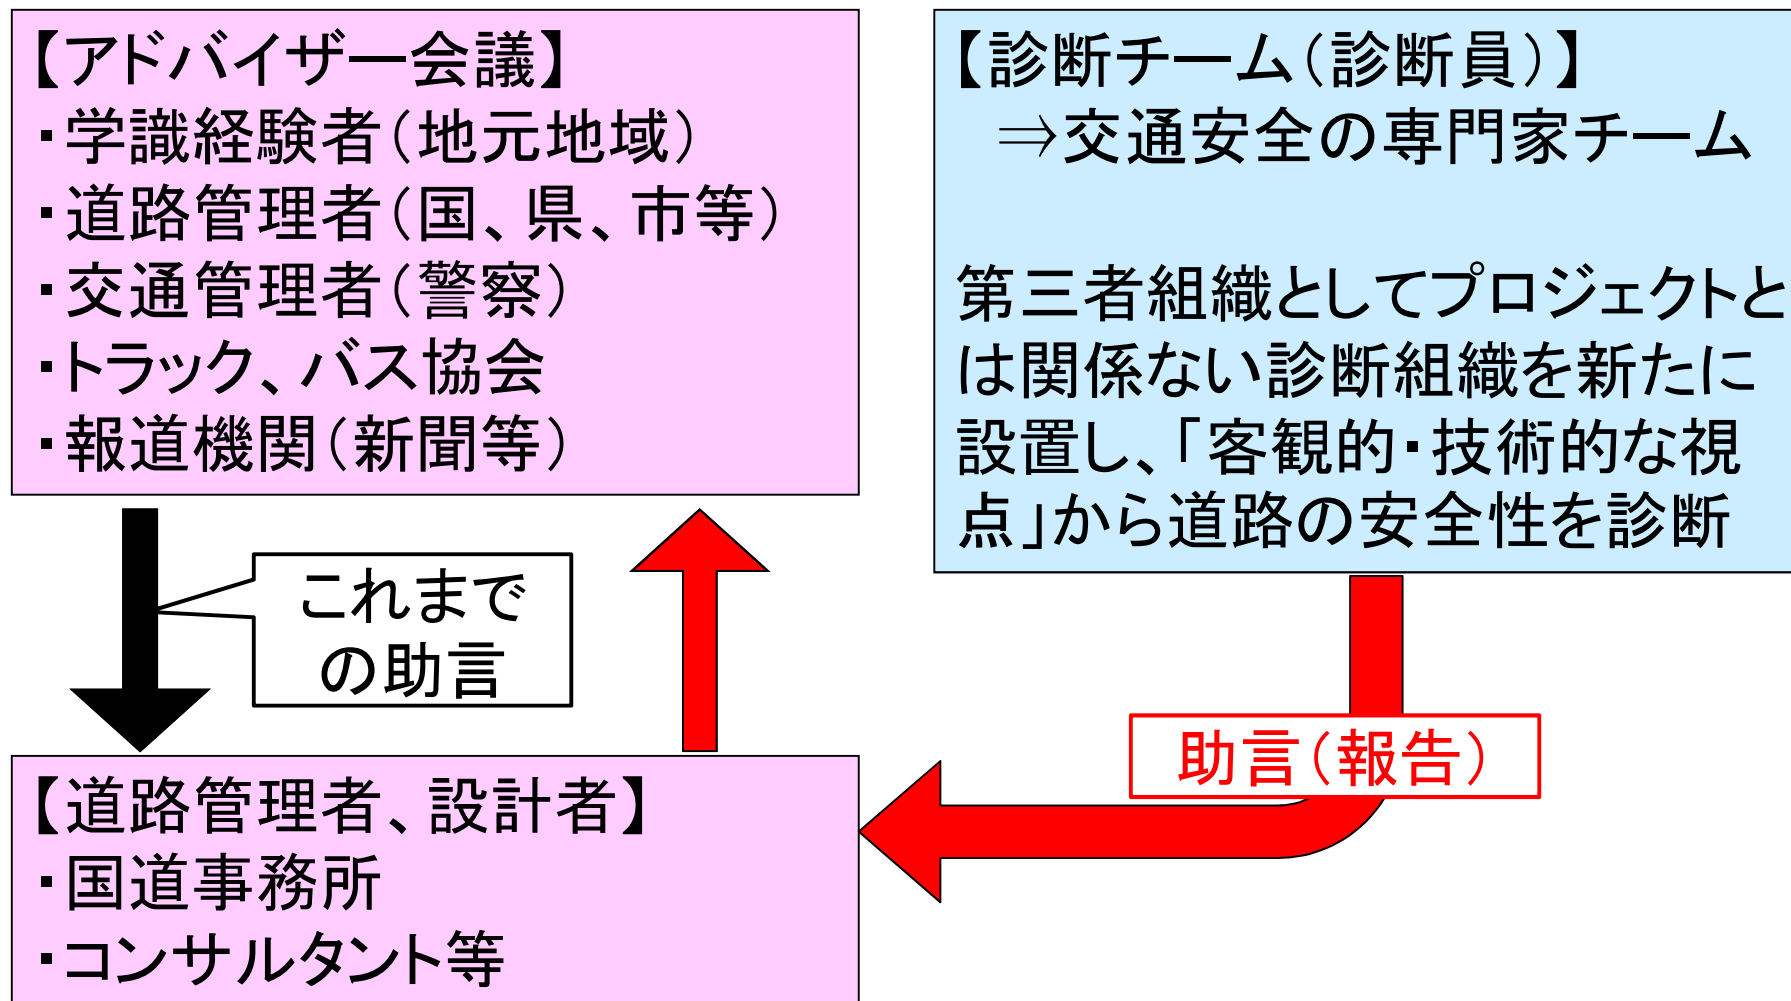 【アドバイザー会議】
・学識経験者（地元地域）
・道路管理者（国、県、市等）
・交通管理者（警察）
・トラック、バス協会
・報道機関（新聞等）
【診断チーム（診断員）】
⇒交通安全の専門家チーム
第三者組織としてプロジェクトと
は関係ない診断組織を新たに
設置し、「客観的・技術的な視
点」から道路の安全性を診断
これまで
の助言
助言（報告）
【道路管理者、設計者】
・国道事務所
・コンサルタント等